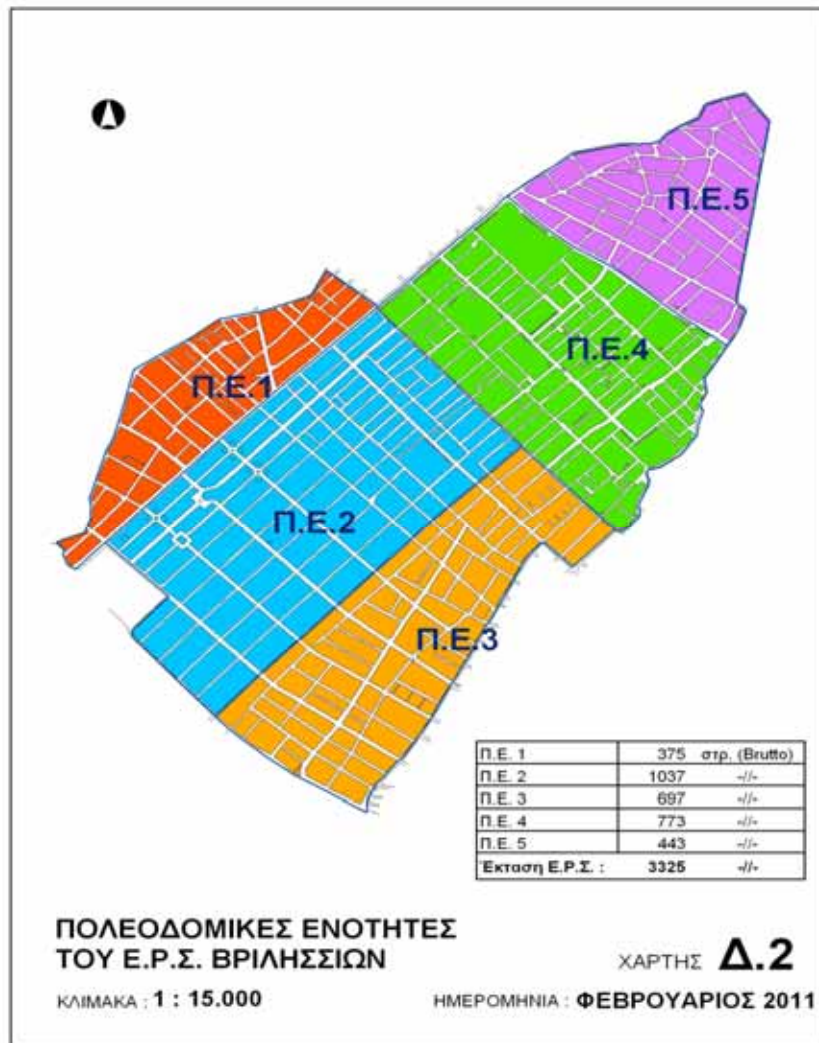 Π.Ε.5
Π.Ε.4
Π.Ε.1
Π.Ε.2
Π.Ε.3
Π.Ε. 1 375 στρ. (Brutto)
Π.Ε. 2 1037 -//-
Π.Ε. 3 697 -//-
Π.Ε. 4 773 -//-
Π.Ε. 5 443 -//-
Έκταση Ε.Ρ.Σ. : 3325 -//-
ΠΟΛΕΟΔΟΜΙΚΕΣ ΕΝΟΤΗΤΕΣ
ΤΟΥ Ε.Ρ.Σ. ΒΡΙΛΗΣΣΙΩΝ
ΧΑΡΤΗΣ Δ.2
ΚΛΙΜΑΚΑ : 1 : 15.000
ΗΜΕΡΟΜΗΝΙΑ : ΦΕΒΡΟΥΑΡΙΟΣ 2011